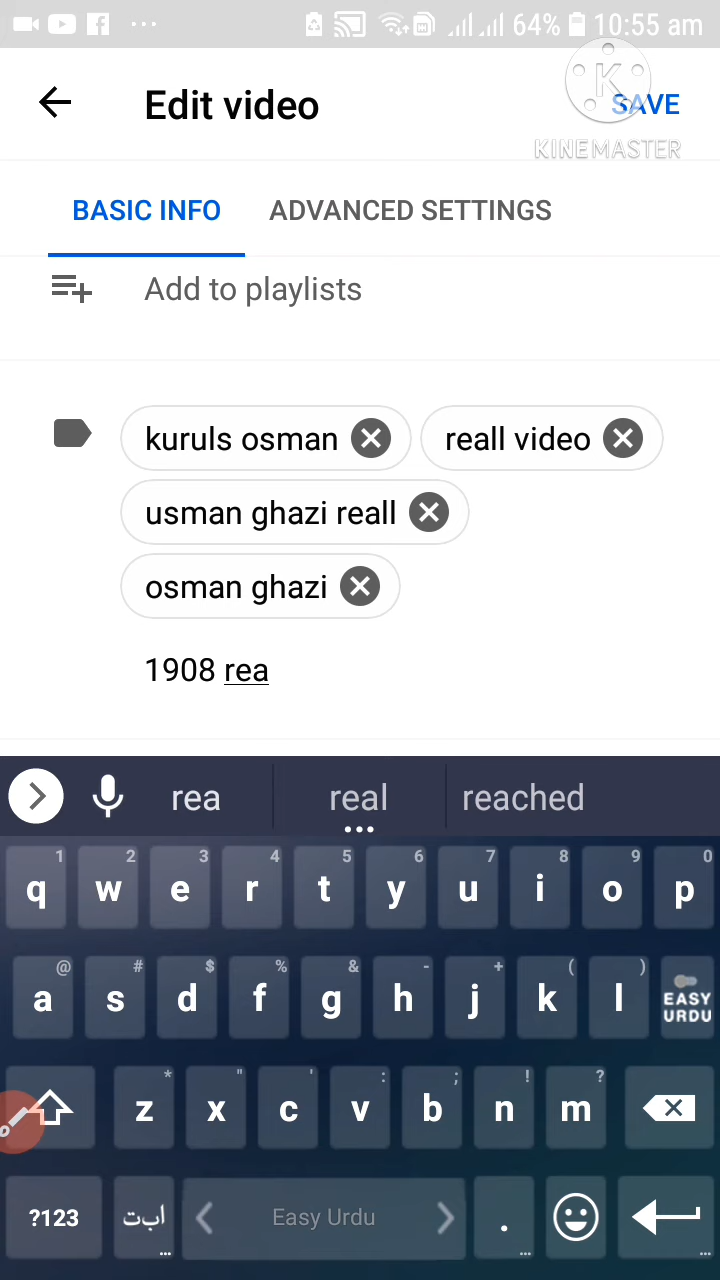 64% 10:55 am
Edit video SAVE
K
KINEMASTER
BASIC INFO ADVANCED SETTINGS
Add to playlists
kuruls osman reall video
usman ghazi reall
osman ghazi
1908 rea
rea real reached
1 2 3 4 5 6 7 8 9 0
q w e r t y u i o p
@ # $ % & - + ( )
a s d f g h j k l EASY
URDU
* " ' : ; ! ?
z x c v b n m
?123 ابت Easy Urdu .